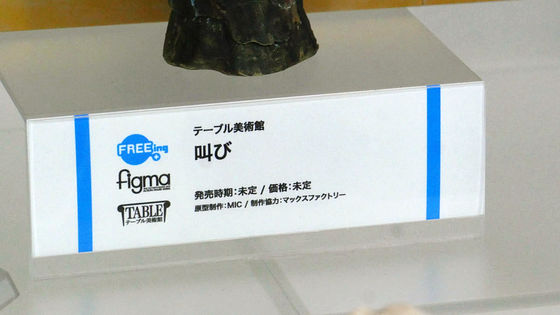 FREEing
figma
TABLE
テーブル美術館
テーブル美術館
叫び
発売時期：未定 / 価格：未定
原型制作：MIC / 制作協力：マックスファクトリー